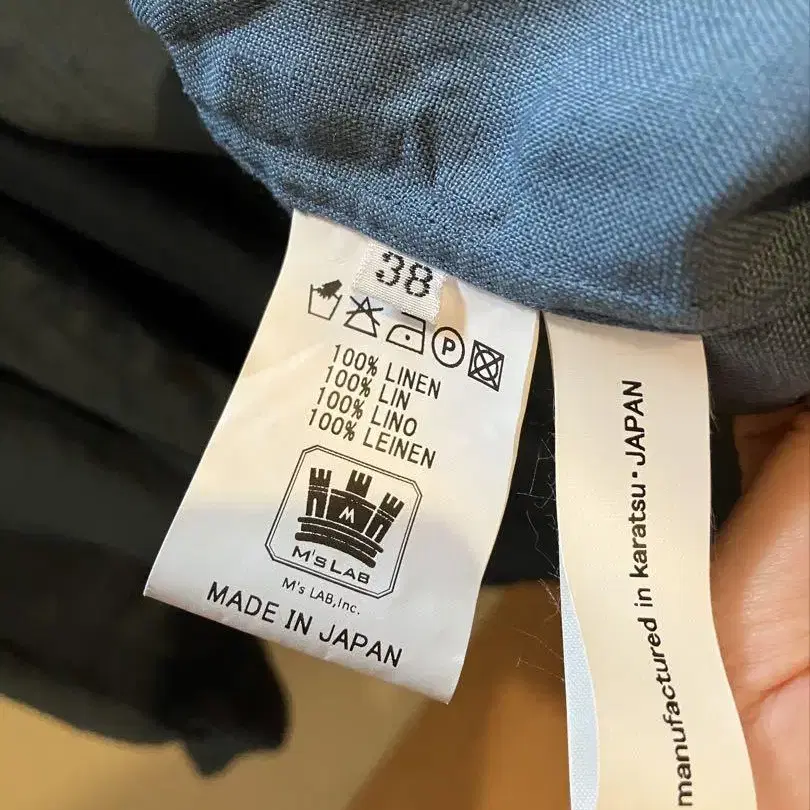 38
P
100% LINEN
100% LIN
100% LINO
100% LEINEN
M
M's LAB
M's LAB,Inc.
MADE IN JAPAN
manufactured in karatsu・JAPAN